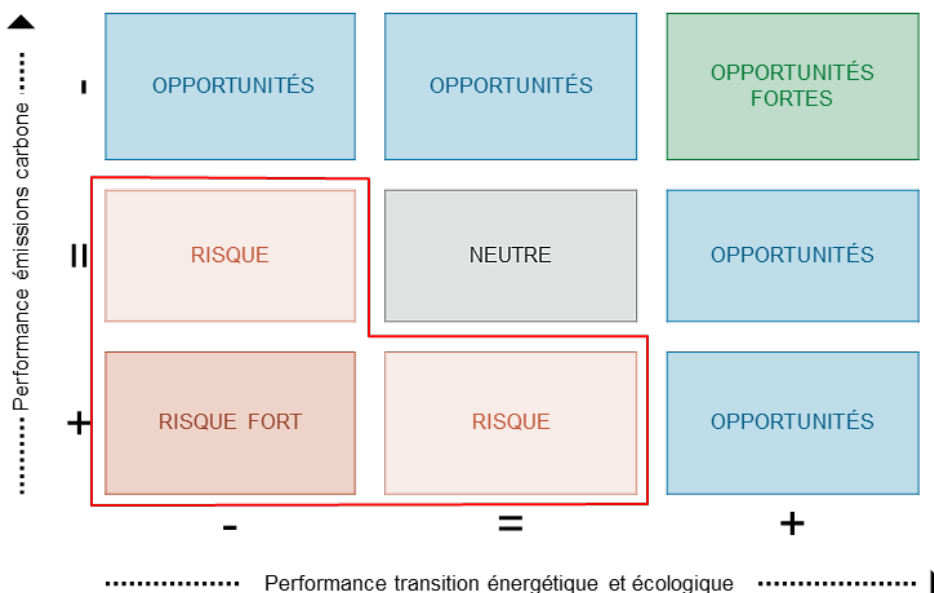 Performance émissions carbone
-
OPPORTUNITÉS
OPPORTUNITÉS
OPPORTUNITÉS
FORTES
=
RISQUE
NEUTRE
OPPORTUNITÉS
+
RISQUE FORT
RISQUE
OPPORTUNITÉS
-
=
+
Performance transition énergétique et écologique